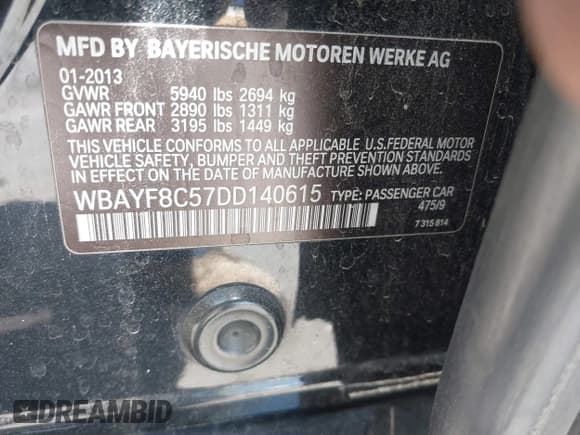 MFD BY BAYERISCHE MOTOREN WERKE AG
01-2013
GVWR 5940 lbs 2694 kg
GAWR FRONT 2890 lbs 1311 kg
GAWR REAR 3195 lbs 1449 kg
THIS VEHICLE CONFORMS TO ALL APPLICABLE U.S.FEDERAL MOTOR
VEHICLE SAFETY, BUMPER AND THEFT PREVENTION STANDARDS
IN EFFECT ON THE DATE OF MANUFACTURE SHOWN ABOVE.
WBAYF8C57DD140615 TYPE: PASSENGER CAR
475/9
7 315 814
DREAMBID